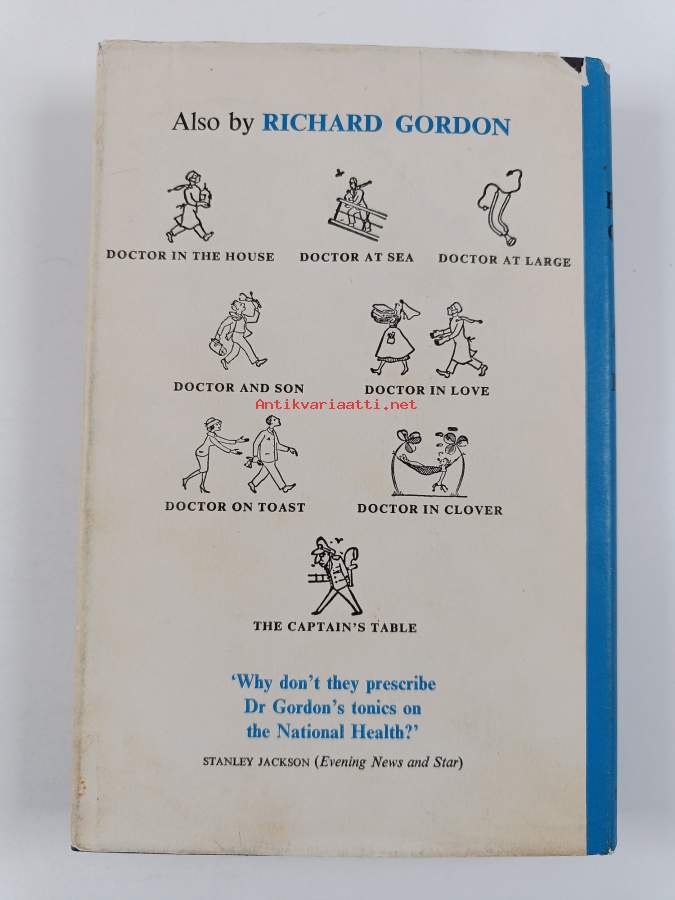 Also by RICHARD GORDON
DOCTOR IN THE HOUSE DOCTOR AT SEA DOCTOR AT LARGE
DOCTOR AND SON DOCTOR IN LOVE
Antikvariaatti.net
DOCTOR ON TOAST DOCTOR IN CLOVER
THE CAPTAIN'S TABLE
‘Why don’t they prescribe
Dr Gordon’s tonics on
the National Health?’
STANLEY JACKSON (Evening News and Star)